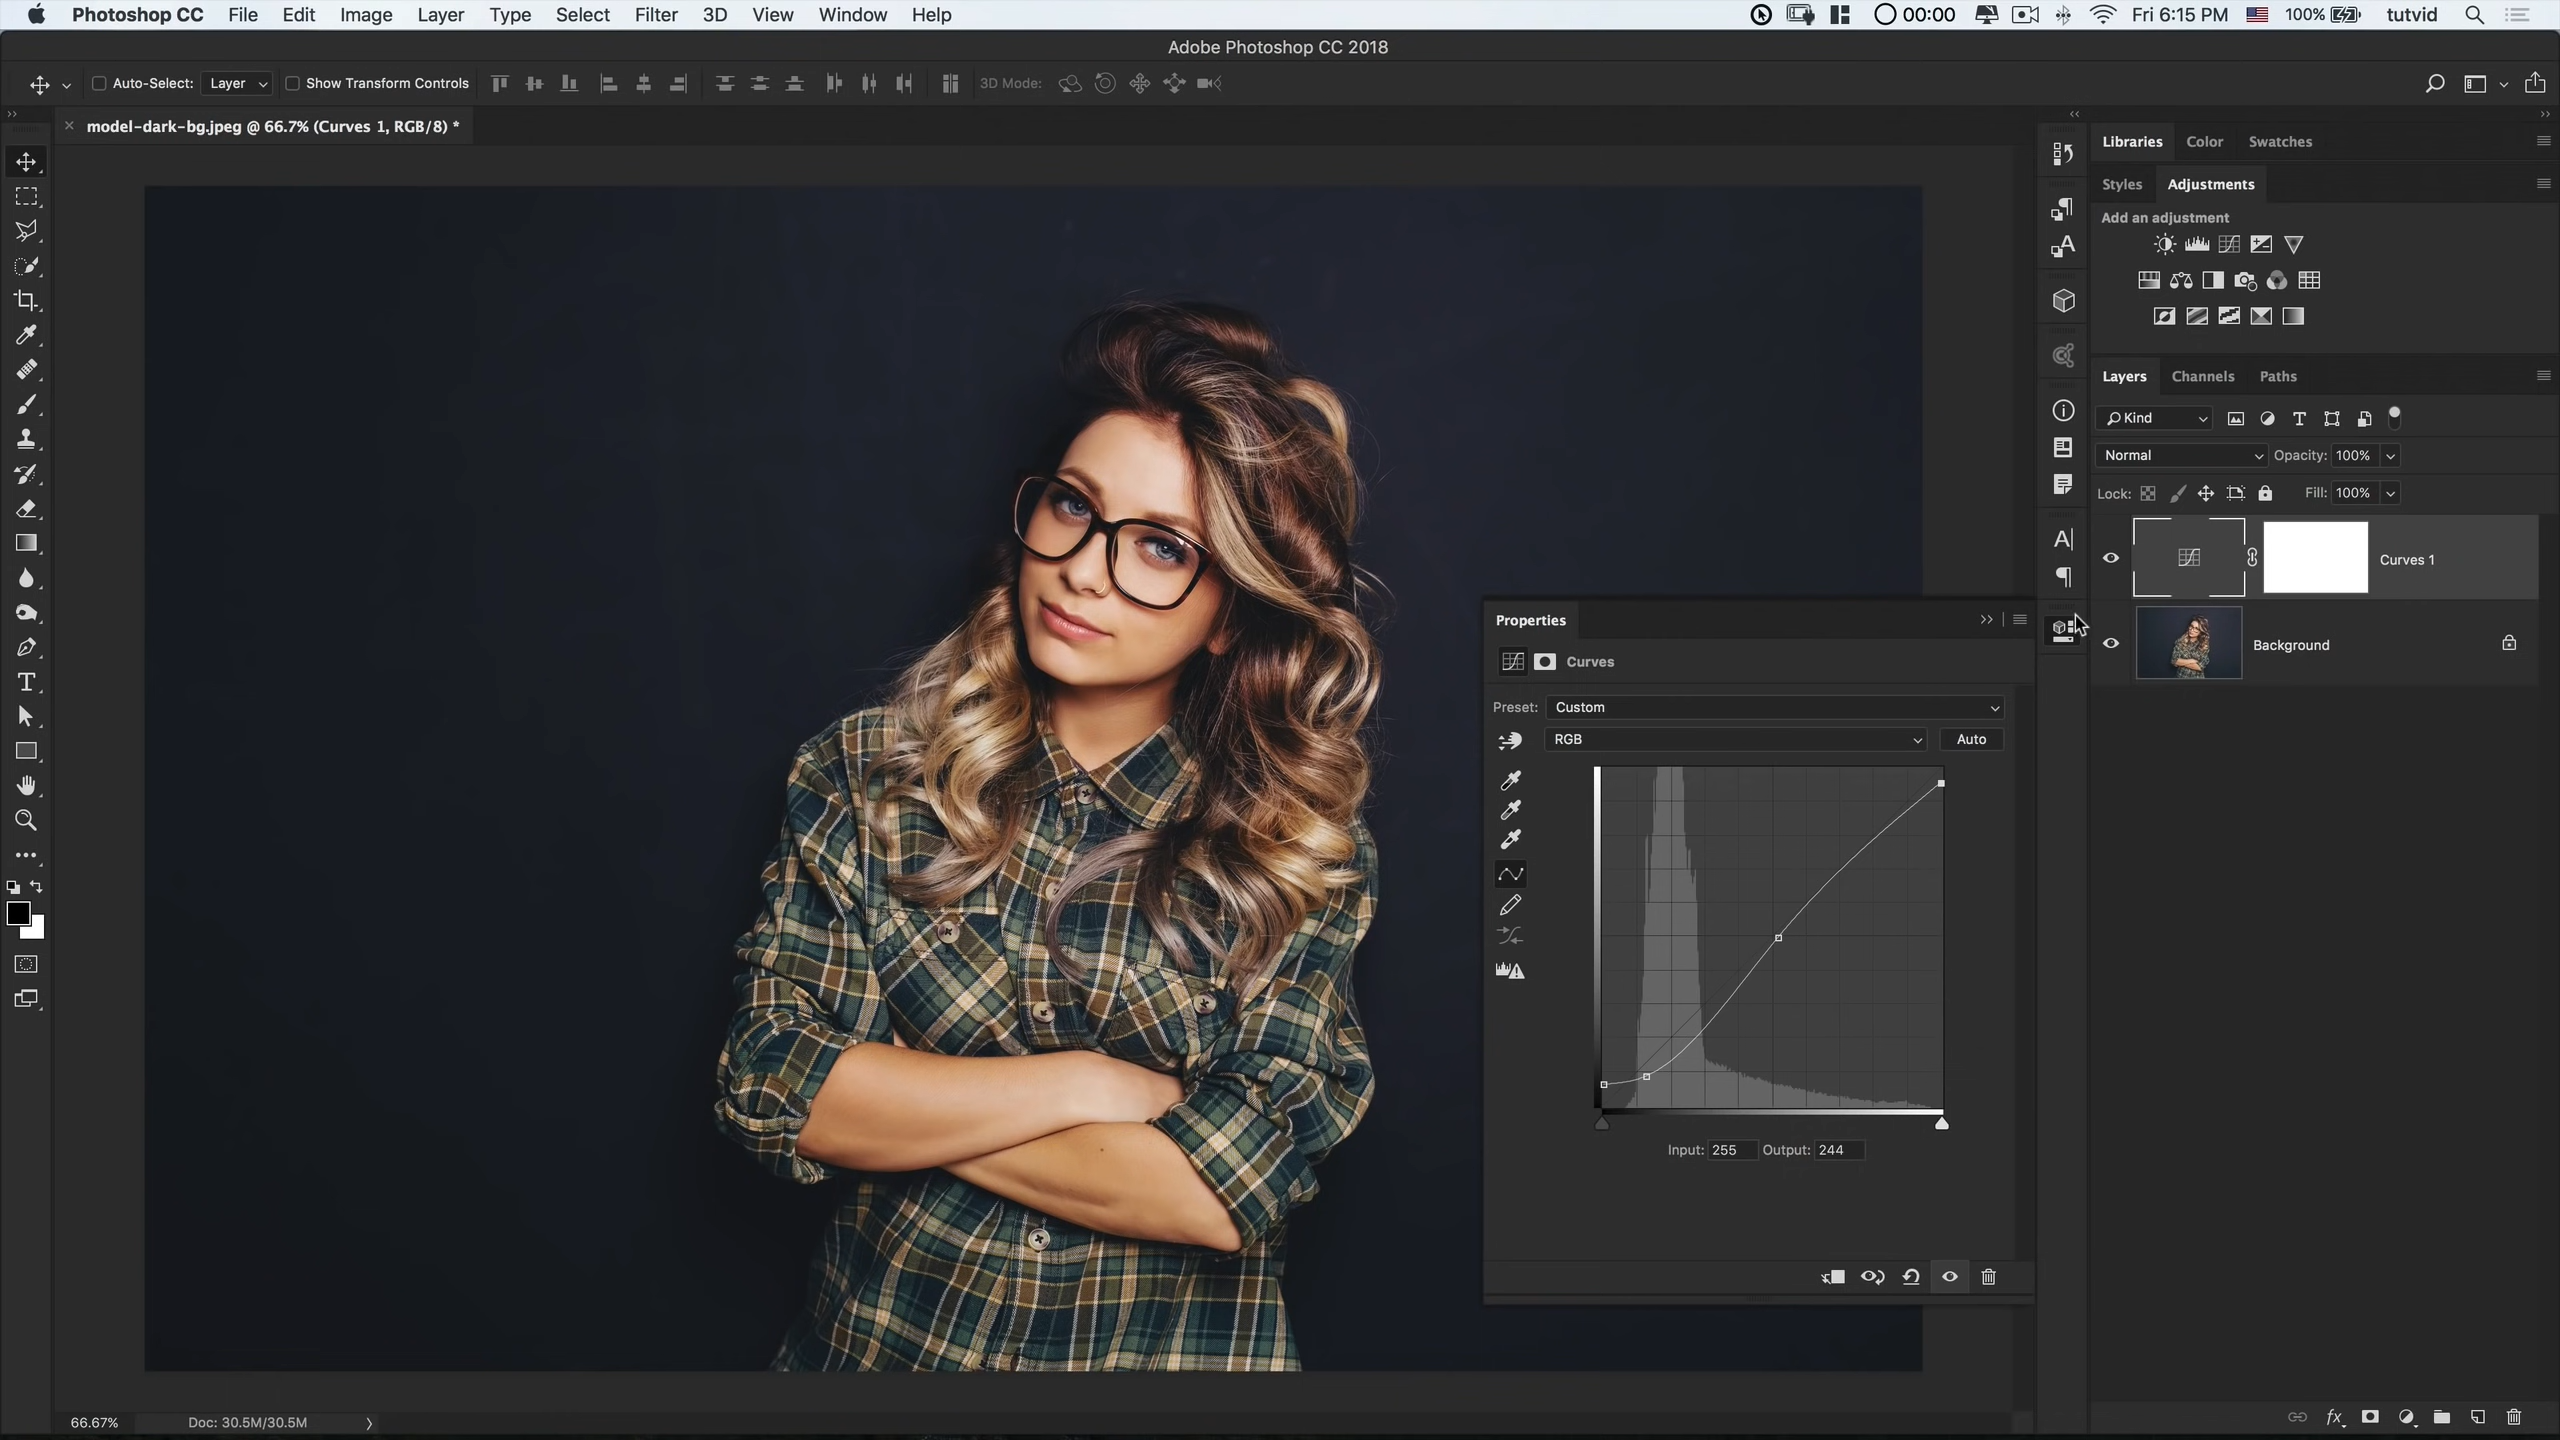 Photoshop CC File Edit Image Layer Type Select Filter 3D View Window Help 00:00 Fri 6:15 PM 100% tutvid
Adobe Photoshop CC 2018
Auto-Select: Layer Show Transform Controls 3D Mode:
× model-dark-bg.jpeg @ 66.7% (Curves 1, RGB/8) *
Libraries Color Swatches
Styles Adjustments
Add an adjustment
Layers Channels Paths
Kind
Normal Opacity: 100%
Lock: Fill: 100%
Curves 1
Background
Properties
Curves
Preset: Custom
RGB Auto
Input: 255 Output: 244
66.67% Doc: 30.5M/30.5M